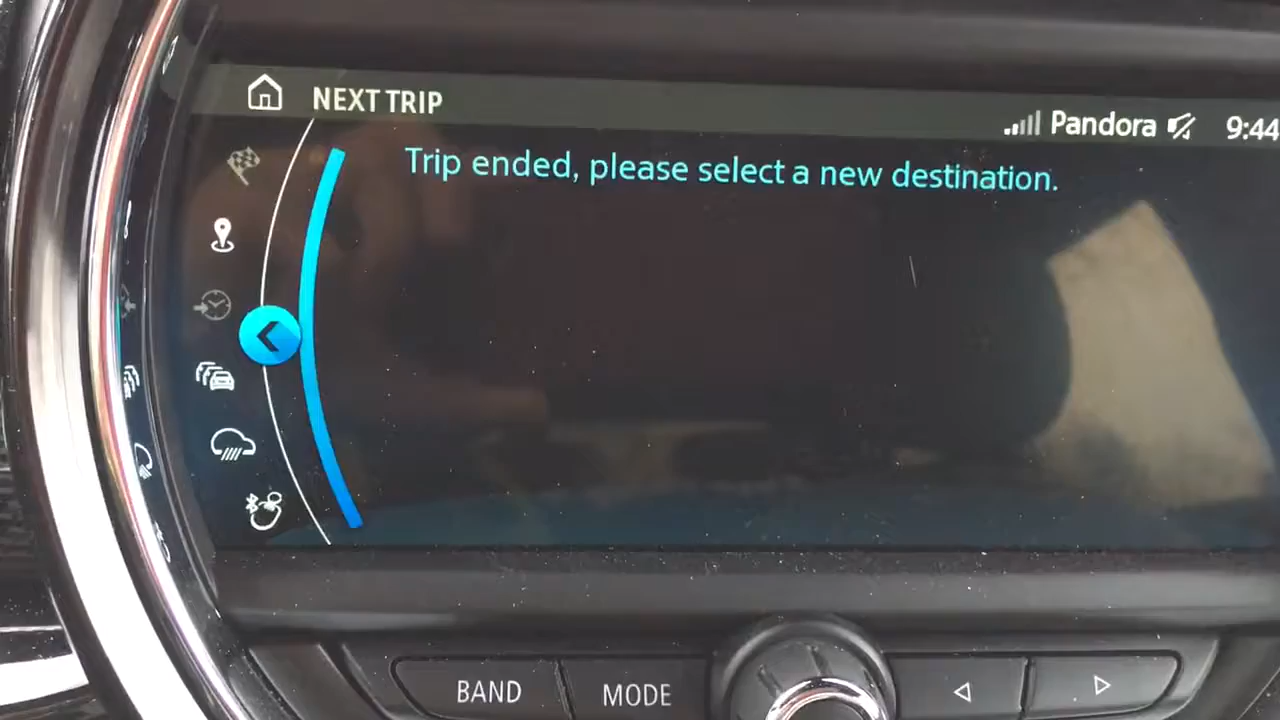 NEXT TRIP
Pandora 9:44
Trip ended, please select a new destination.
BAND MODE